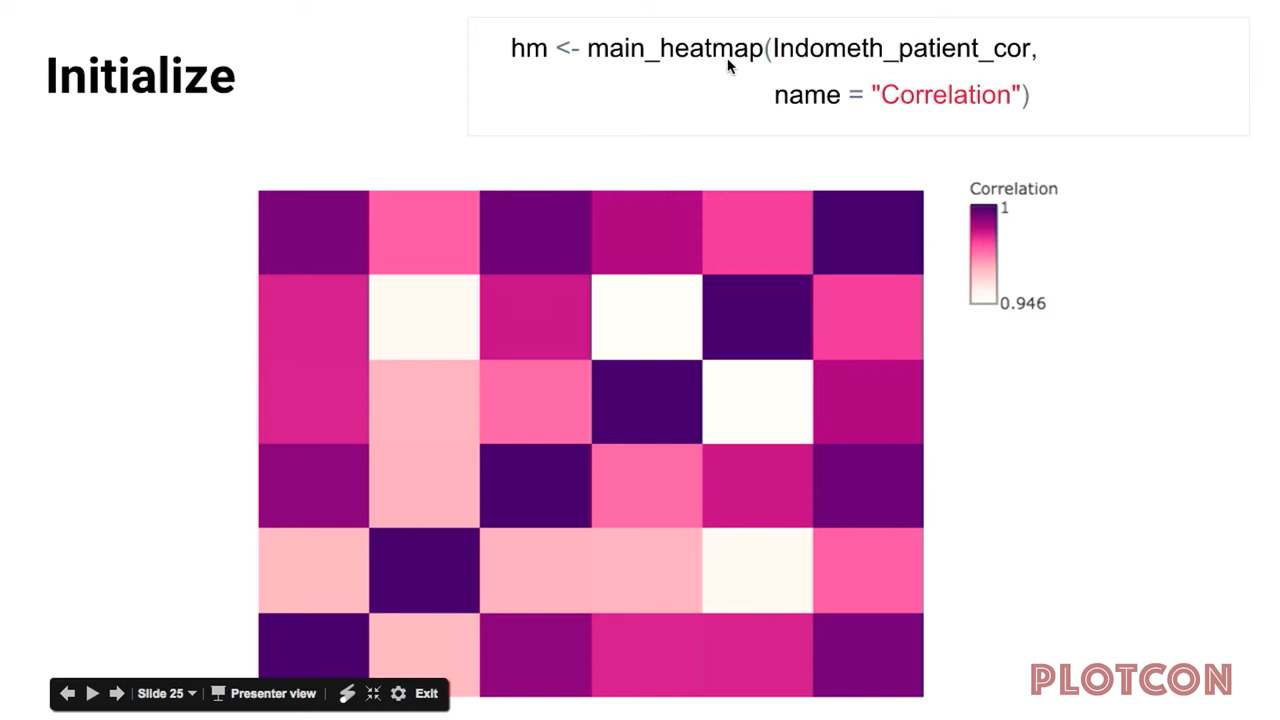 Initialize
hm <- main_heatmap(Indometh_patient_cor,
name = "Correlation")
Correlation
1
0.946
Slide 25
Presenter view
Exit
PLOTCON